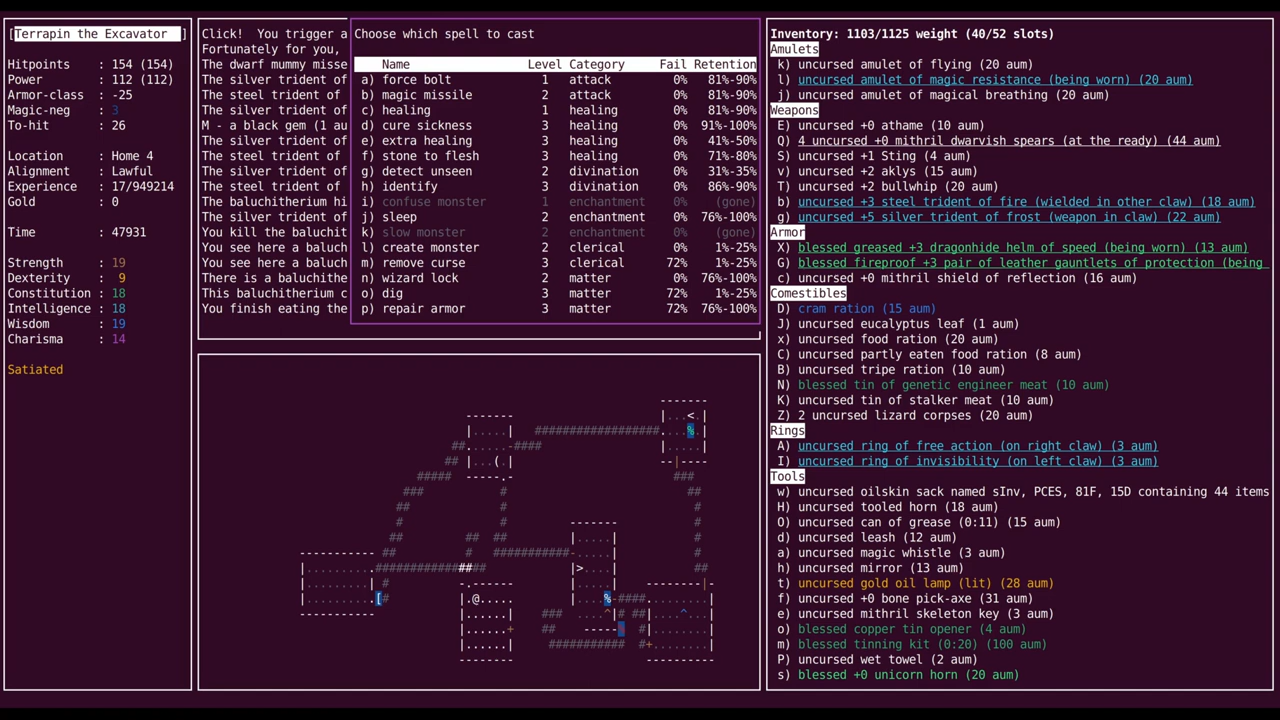 [Terrapin the Excavator ]
Hitpoints : 154 (154)
Power : 112 (112)
Armor-class : -25
Magic-neg : 3
To-hit : 26
Location : Home 4
Alignment : Lawful
Experience : 17/949214
Gold : 0
Time : 47931
Strength : 19
Dexterity : 9
Constitution : 18
Intelligence : 18
Wisdom : 19
Charisma : 14
Satiated
Click! You trigger a
Fortunately for you,
The dwarf mummy misse
The silver trident of
The steel trident of
The silver trident of
M - a black gem (1 au
The silver trident of
The steel trident of
The silver trident of
The steel trident of
The baluchitherium hi
The silver trident of
You kill the baluchit
You see here a baluch
You see here a baluch
There is a baluchithe
This baluchitherium c
You finish eating the
Choose which spell to cast
Name Level Category Fail Retention
a) force bolt 1 attack 0% 81%-90%
b) magic missile 2 attack 0% 81%-90%
c) healing 1 healing 0% 81%-90%
d) cure sickness 3 healing 0% 91%-100%
e) extra healing 3 healing 0% 41%-50%
f) stone to flesh 3 healing 0% 71%-80%
g) detect unseen 2 divination 0% 31%-35%
h) identify 3 divination 0% 86%-90%
i) confuse monster 1 enchantment 0% (gone)
j) sleep 2 enchantment 0% 76%-100%
k) slow monster 2 enchantment 0% (gone)
l) create monster 2 clerical 0% 1%-25%
m) remove curse 3 clerical 72% 1%-25%
n) wizard lock 2 matter 0% 76%-100%
o) dig 3 matter 72% 1%-25%
p) repair armor 3 matter 72% 76%-100%
Inventory: 1103/1125 weight (40/52 slots)
Amulets
k) uncursed amulet of flying (20 aum)
l) uncursed amulet of magic resistance (being worn) (20 aum)
j) uncursed amulet of magical breathing (20 aum)
Weapons
E) uncursed +0 athame (10 aum)
Q) 4 uncursed +0 mithril dwarvish spears (at the ready) (44 aum)
S) uncursed +1 Sting (4 aum)
v) uncursed +2 aklys (15 aum)
T) uncursed +2 bullwhip (20 aum)
b) uncursed +3 steel trident of fire (wielded in other claw) (18 aum)
g) uncursed +5 silver trident of frost (weapon in claw) (22 aum)
Armor
X) blessed greased +3 dragonhide helm of speed (being worn) (13 aum)
G) blessed fireproof +3 pair of leather gauntlets of protection (being
c) uncursed +0 mithril shield of reflection (16 aum)
Comestibles
D) cram ration (15 aum)
J) uncursed eucalyptus leaf (1 aum)
x) uncursed food ration (20 aum)
C) uncursed partly eaten food ration (8 aum)
B) uncursed tripe ration (10 aum)
N) blessed tin of genetic engineer meat (10 aum)
K) uncursed tin of stalker meat (10 aum)
Z) 2 uncursed lizard corpses (20 aum)
Rings
A) uncursed ring of free action (on right claw) (3 aum)
I) uncursed ring of invisibility (on left claw) (3 aum)
Tools
w) uncursed oilskin sack named sInv, PCES, 81F, 15D containing 44 items
H) uncursed tooled horn (18 aum)
O) uncursed can of grease (0:11) (15 aum)
d) uncursed leash (12 aum)
a) uncursed magic whistle (3 aum)
h) uncursed mirror (13 aum)
t) uncursed gold oil lamp (lit) (28 aum)
f) uncursed +0 bone pick-axe (31 aum)
e) uncursed mithril skeleton key (3 aum)
o) blessed copper tin opener (4 aum)
m) blessed tinning kit (0:20) (100 aum)
P) uncursed wet towel (2 aum)
s) blessed +0 unicorn horn (20 aum)